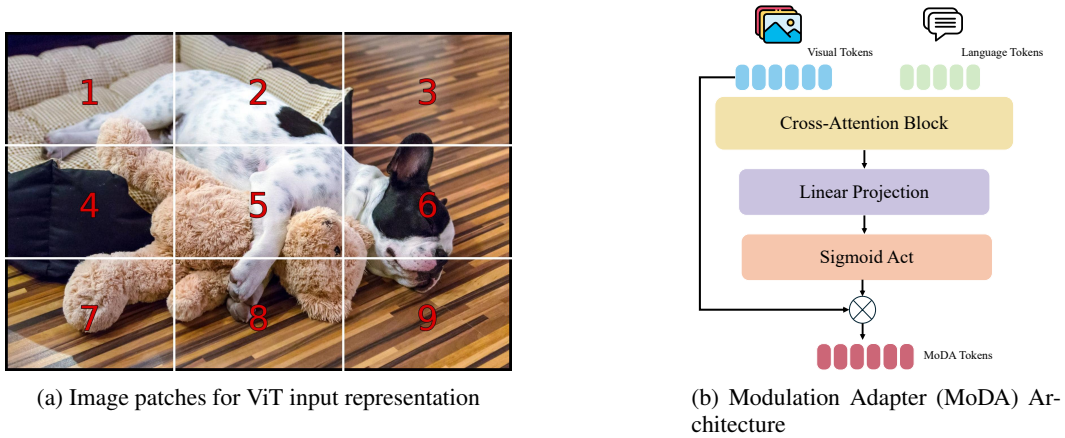 1
2
3
4
5
6
7
8
9
(a) Image patches for ViT input representation
Visual Tokens
Language Tokens
Cross-Attention Block
Linear Projection
Sigmoid Act
MoDA Tokens
(b) Modulation Adapter (MoDA) Ar-
chitecture